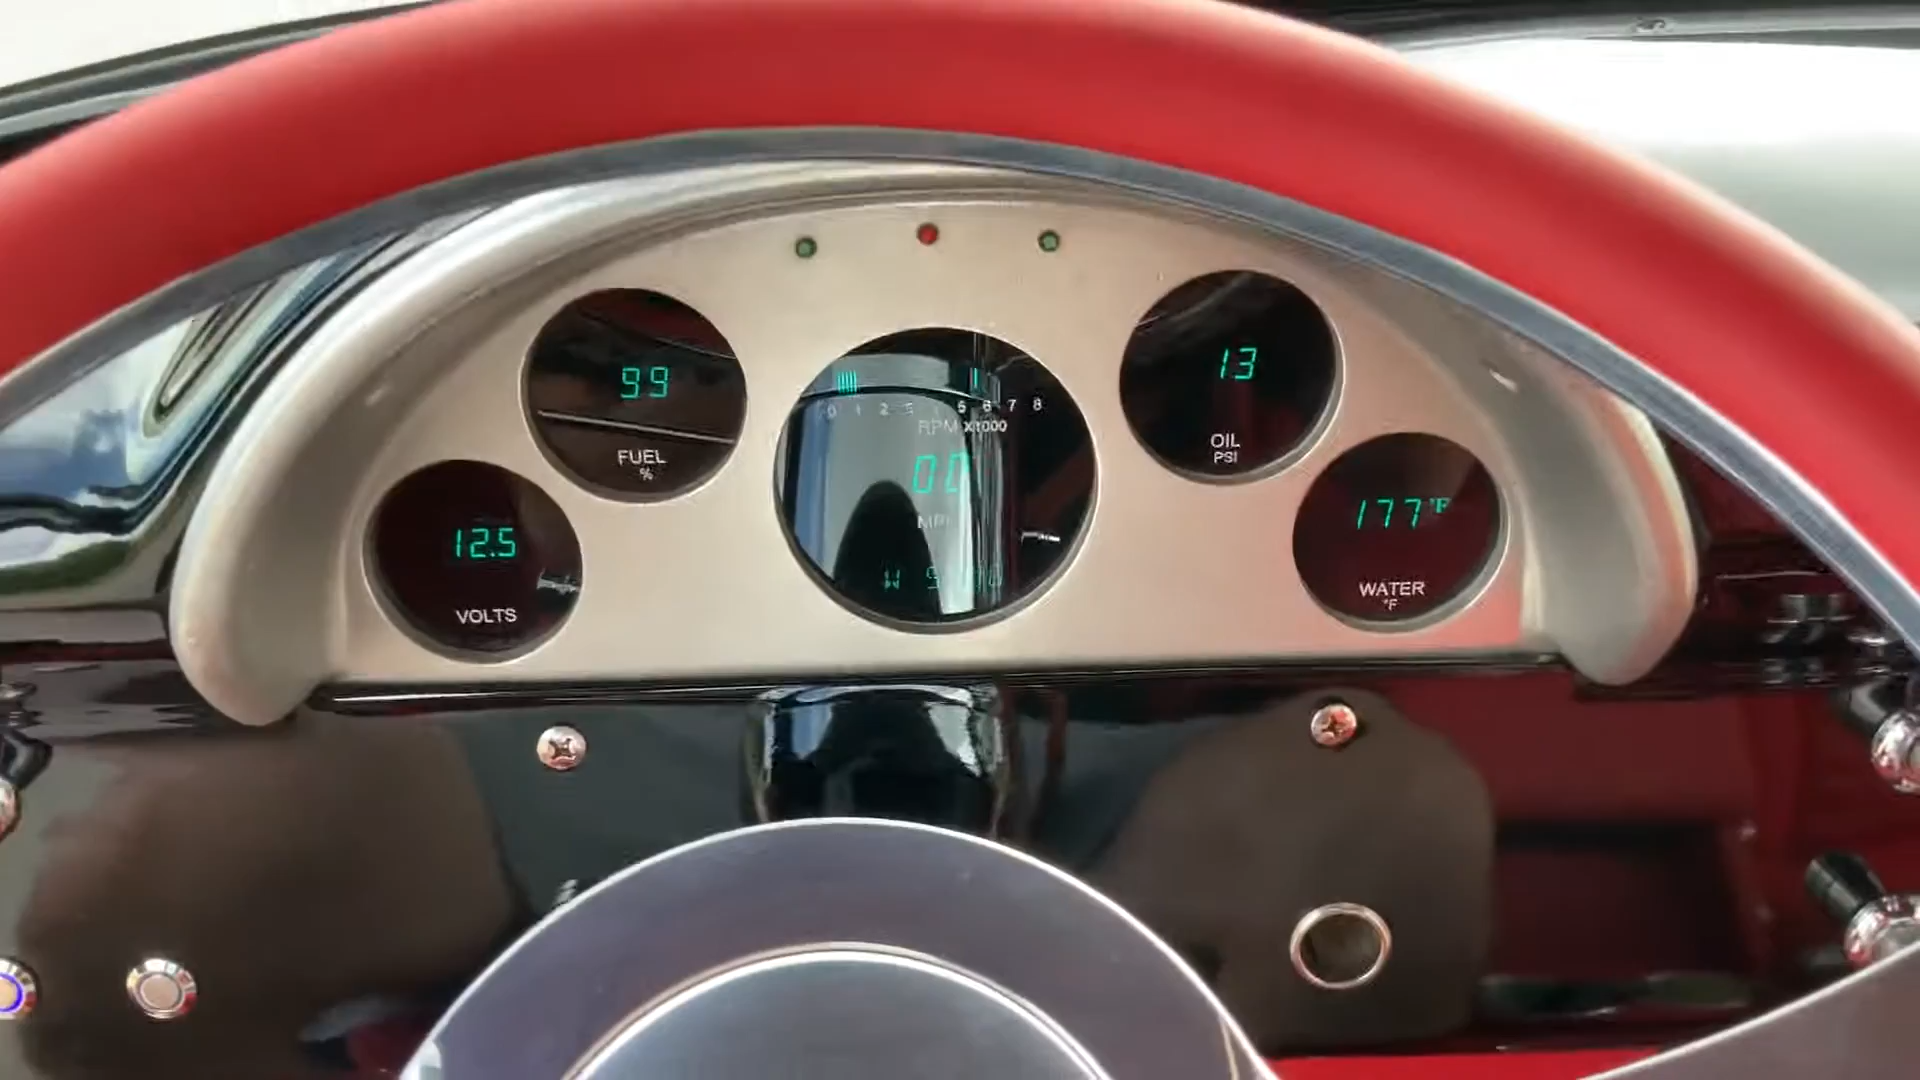 99
FUEL
%
12.5
VOLTS
0 1 2 3 4 5 6 7 8
RPM X1000
00
MPH
13
OIL
PSI
177°F
WATER
°F